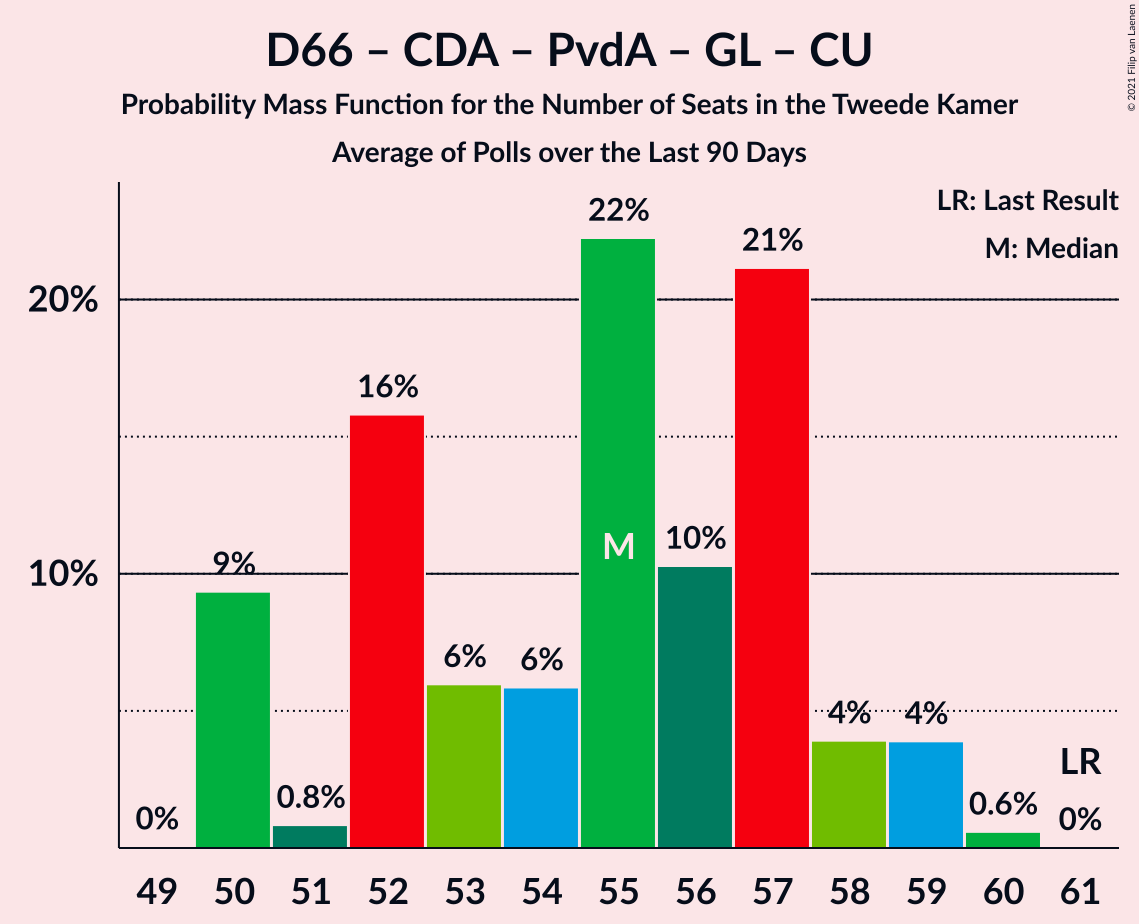 D66 – CDA – PvdA – GL – CU
Probability Mass Function for the Number of Seats in the Tweede Kamer
Average of Polls over the Last 90 Days
© 2021 Filip van Laenen
LR: Last Result
M: Median
20%
10%
0%
9%
0.8%
16%
6%
6%
22%
M
10%
21%
4%
4%
0.6%
LR
0%
49 50 51 52 53 54 55 56 57 58 59 60 61